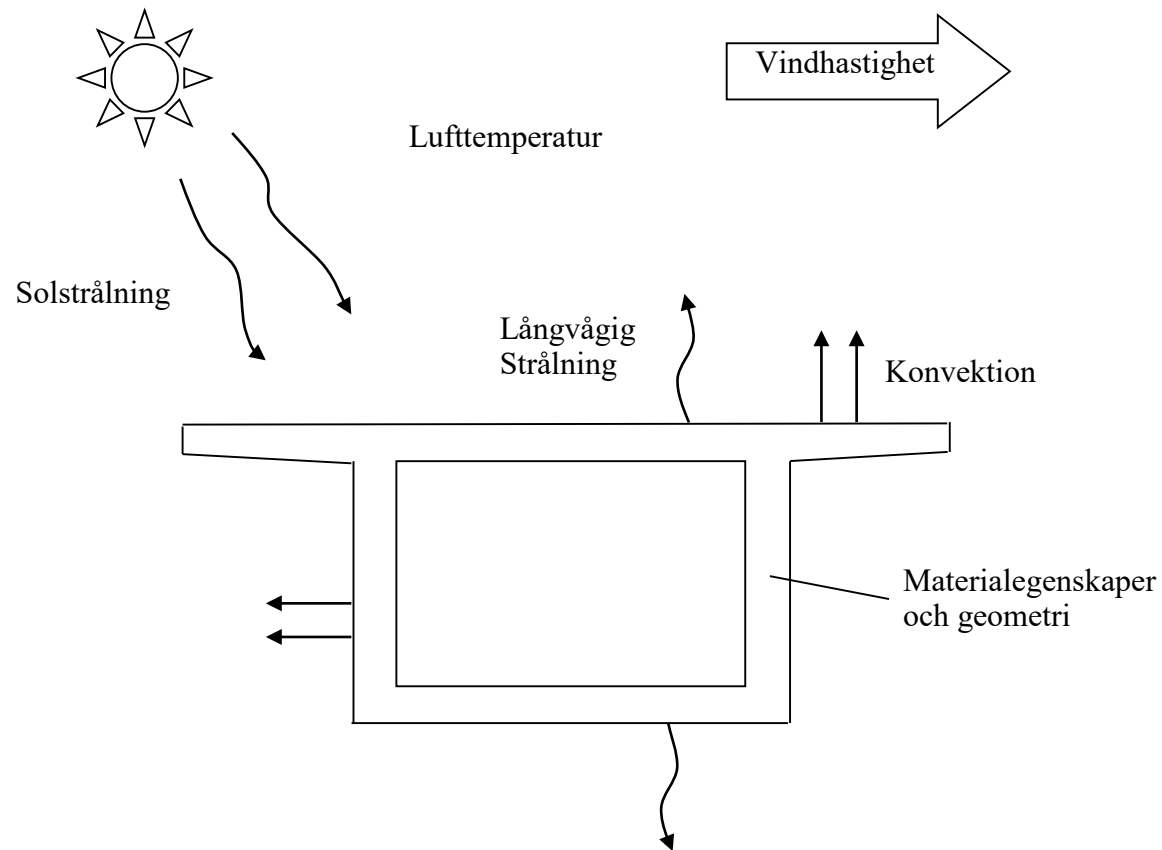 Vindhastighet
Lufttemperatur
Solstrålning
Långvågig
Strålning
Konvektion
Materialegenskaper
och geometri